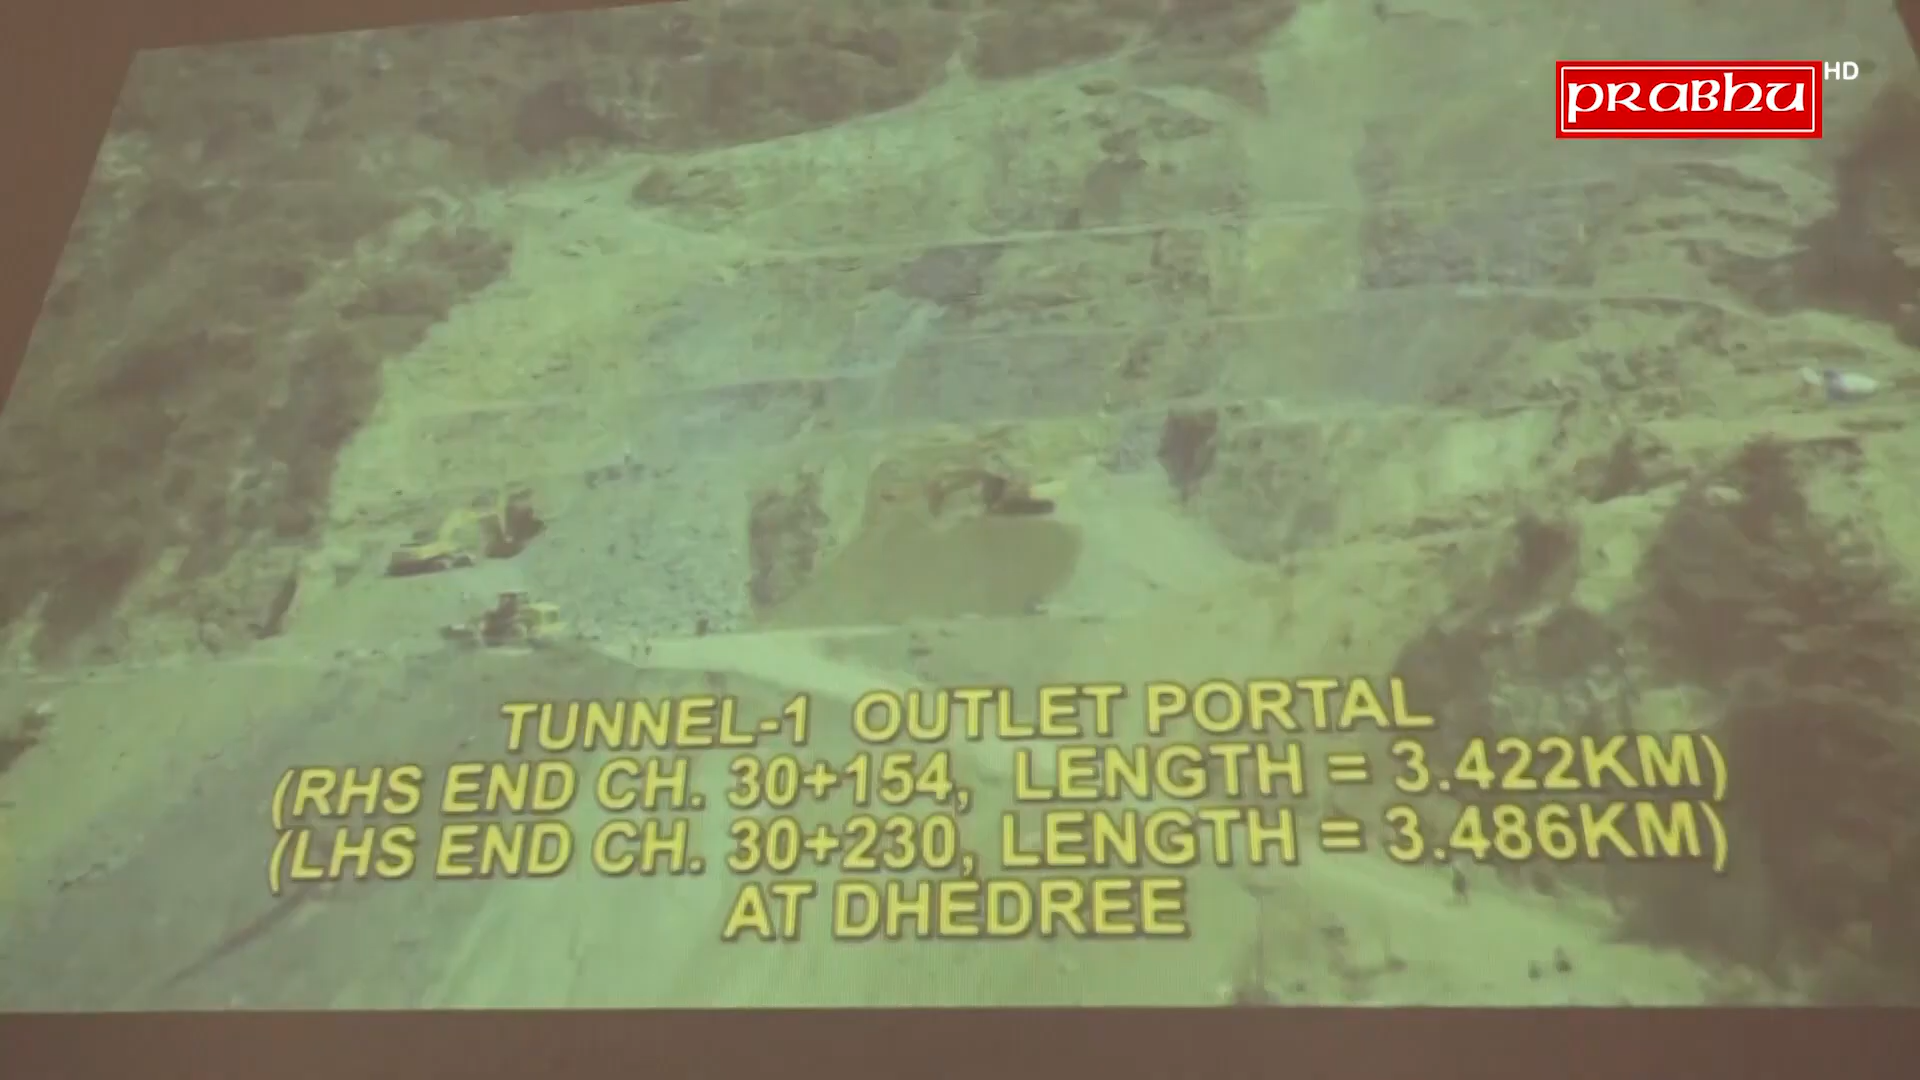 PRABHU HD
TUNNEL-1 OUTLET PORTAL
(RHS END CH. 30+154, LENGTH = 3.422KM)
(LHS END CH. 30+230, LENGTH = 3.486KM)
AT DHEDREE